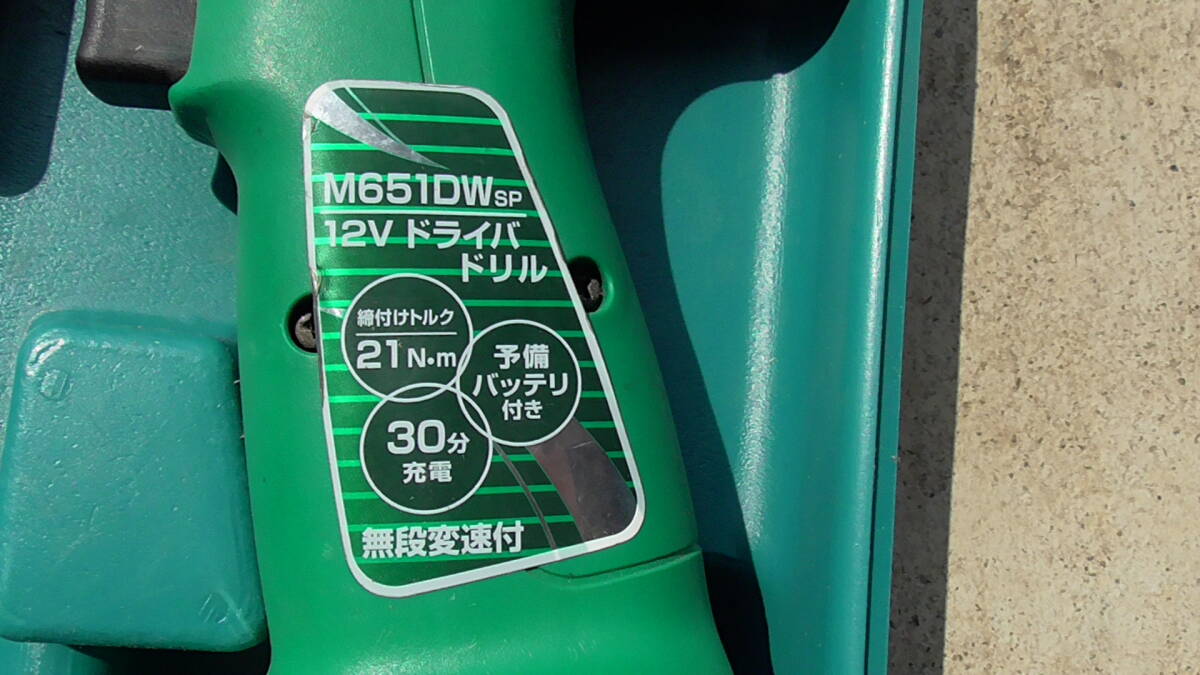 M651DWSP
12V ドライバ
ドリル
締付けトルク
21N・m
予備
バッテリ
付き
30分
充電
無段変速付